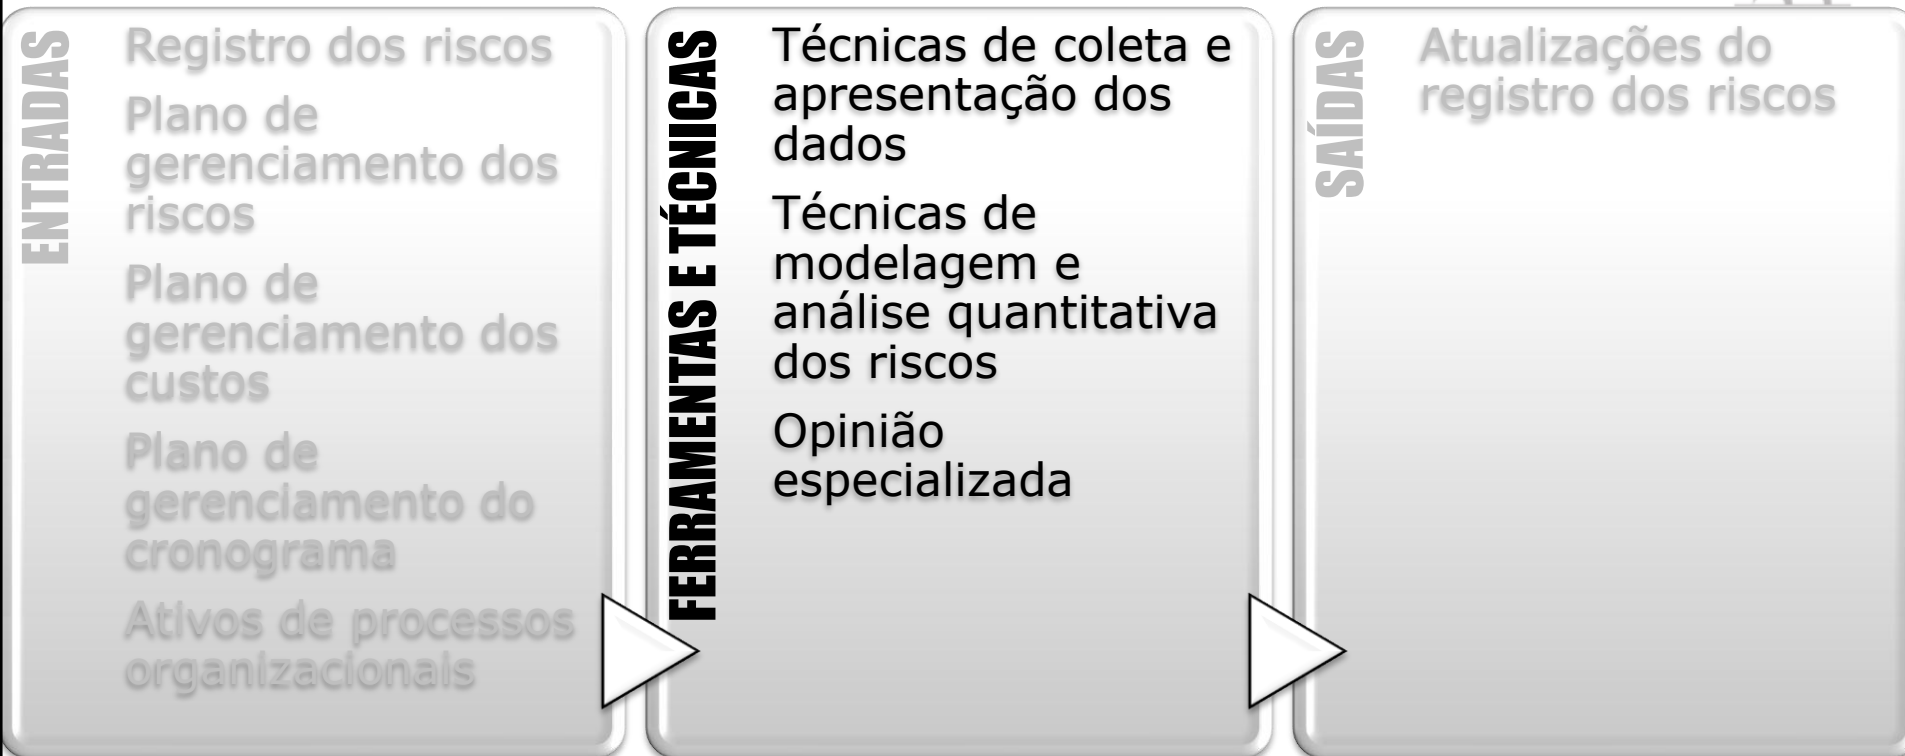 ENTRADAS
Registro dos riscos
Plano de
gerenciamento dos
riscos
Plano de
gerenciamento dos
custos
Plano de
gerenciamento do
cronograma
Ativos de processos
organizacionais
FERRAMENTAS E TÉCNICAS
Técnicas de coleta e
apresentação dos
dados
Técnicas de
modelagem e
análise quantitativa
dos riscos
Opinião
especializada
SAÍDAS
Atualizações do
registro dos riscos